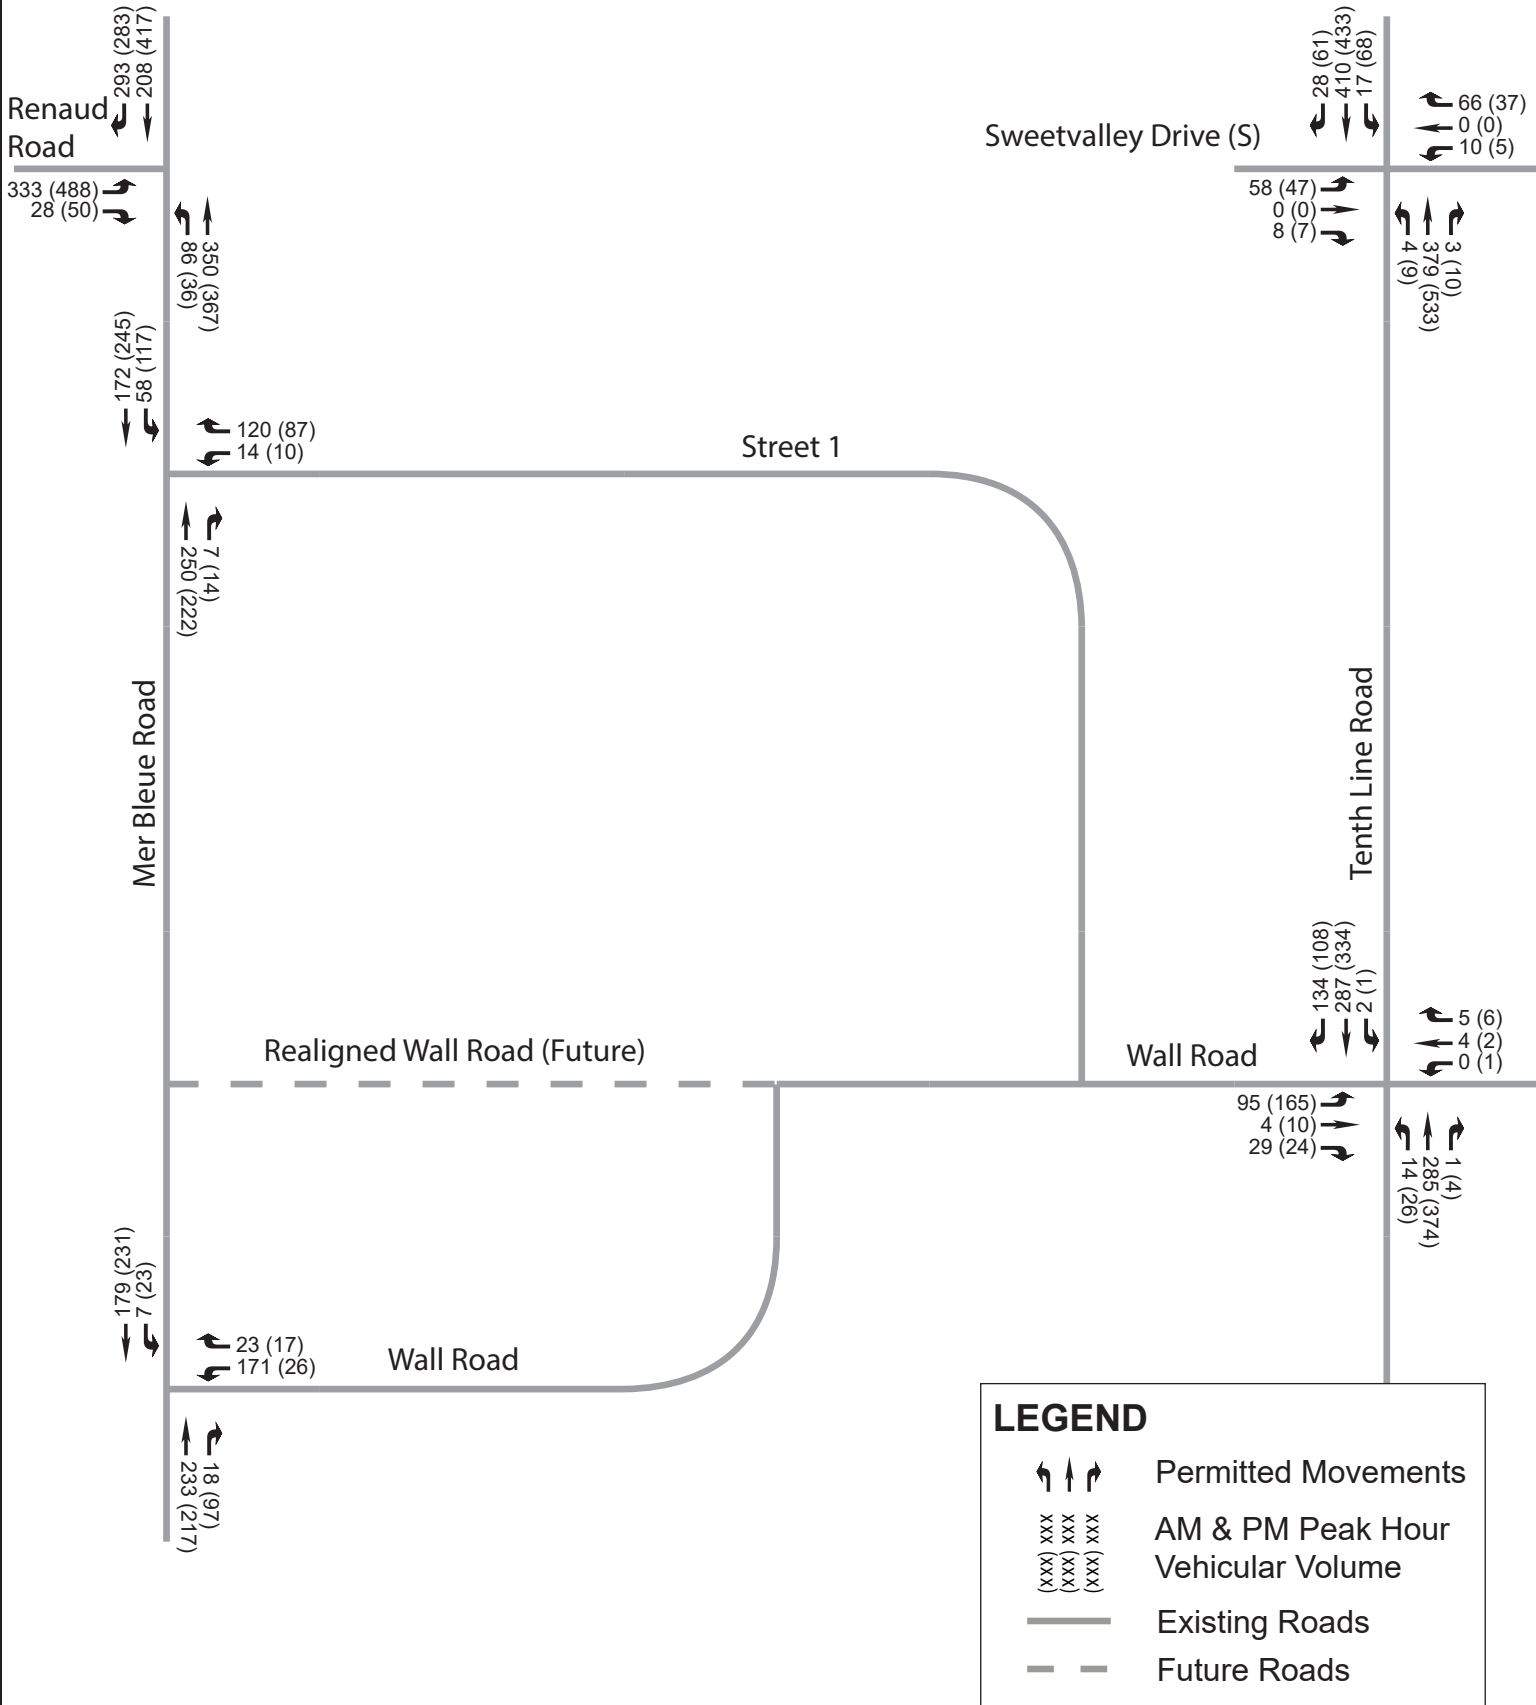 293 (283)
208 (417)
Renaud
Road
333 (488)
28 (50)
86 (36)
350 (367)
28 (61)
410 (433)
17 (68)
66 (37)
0 (0)
10 (5)
Sweetvalley Drive (S)
58 (47)
0 (0)
8 (7)
4 (9)
379 (533)
3 (10)
172 (245)
58 (117)
120 (87)
14 (10)
Street 1
250 (222)
7 (14)
Mer Bleue Road
Tenth Line Road
134 (108)
287 (334)
2 (1)
5 (6)
4 (2)
0 (1)
Realigned Wall Road (Future)
Wall Road
95 (165)
4 (10)
29 (24)
14 (26)
285 (374)
1 (4)
179 (231)
7 (23)
23 (17)
171 (26)
Wall Road
233 (217)
18 (97)
LEGEND
Permitted Movements
xxx (xxx)
xxx (xxx)
xxx (xxx)
AM & PM Peak Hour
Vehicular Volume
Existing Roads
Future Roads